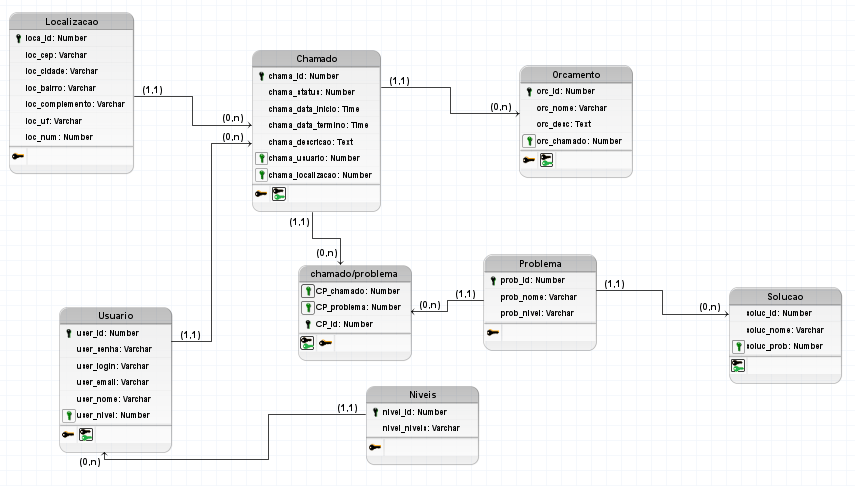 Localizacao
loca_id: Number
loc_cep: Varchar
loc_cidade: Varchar
loc_bairro: Varchar
loc_complemento: Varchar
loc_uf: Varchar
loc_num: Number
(1,1)
(0,n)
(0,n)
Chamado
chama_id: Number
chama_status: Number
chama_data_inicio: Time
chama_data_termino: Time
chama_descricao: Text
chama_usuario: Number
chama_localizacao: Number
(1,1)
(0,n)
Orcamento
orc_id: Number
orc_nome: Varchar
orc_desc: Text
orc_chamado: Number
(1,1)
(0,n)
chamado/problema
CP_chamado: Number
CP_problema: Number
CP_id: Number
(0,n)
(1,1)
Problema
prob_id: Number
prob_nome: Varchar
prob_nivel: Varchar
(1,1)
(0,n)
Solucao
soluc_id: Number
soluc_nome: Varchar
soluc_prob: Number
Usuario
user_id: Number
user_senha: Varchar
user_login: Varchar
user_email: Varchar
user_nome: Varchar
user_nivel: Number
(1,1)
(0,n)
(1,1)
Niveis
nivel_id: Number
nivel_niveis: Varchar